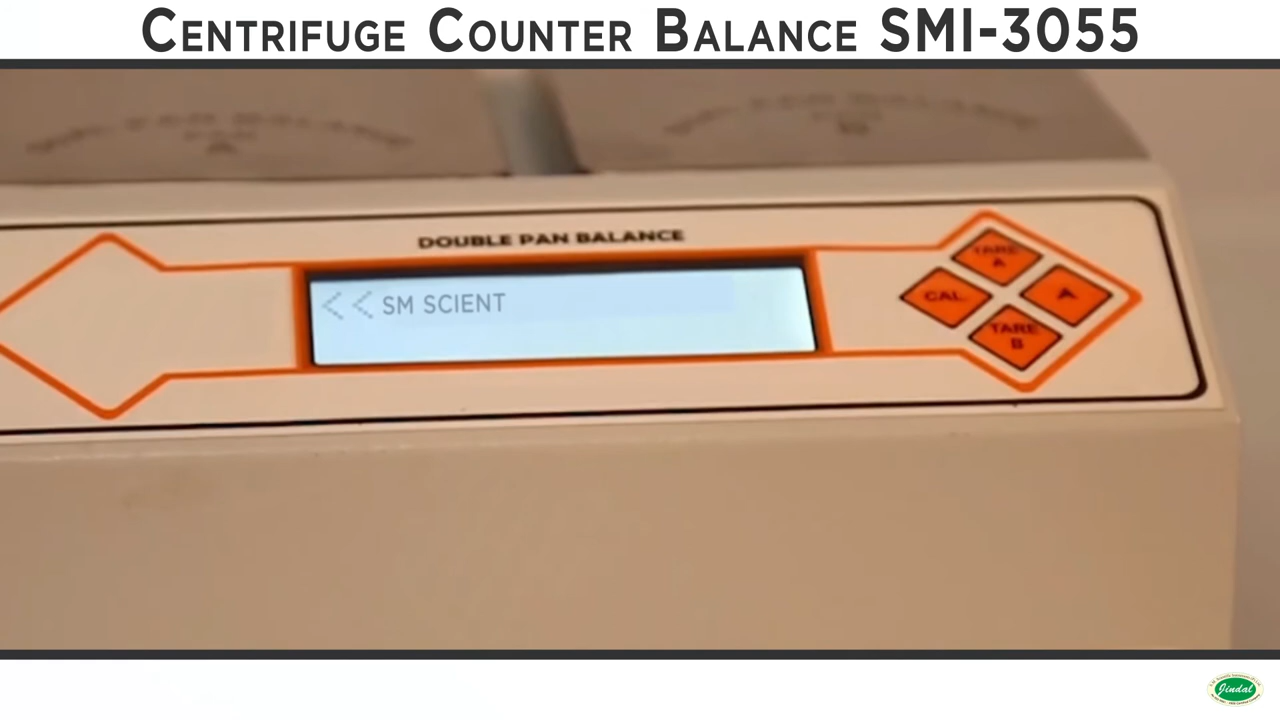 CENTRIFUGE COUNTER BALANCE SMI-3055
DOUBLE PAN BALANCE
<< SM SCIENT
TARE A
CAL
TARE B
Jindal